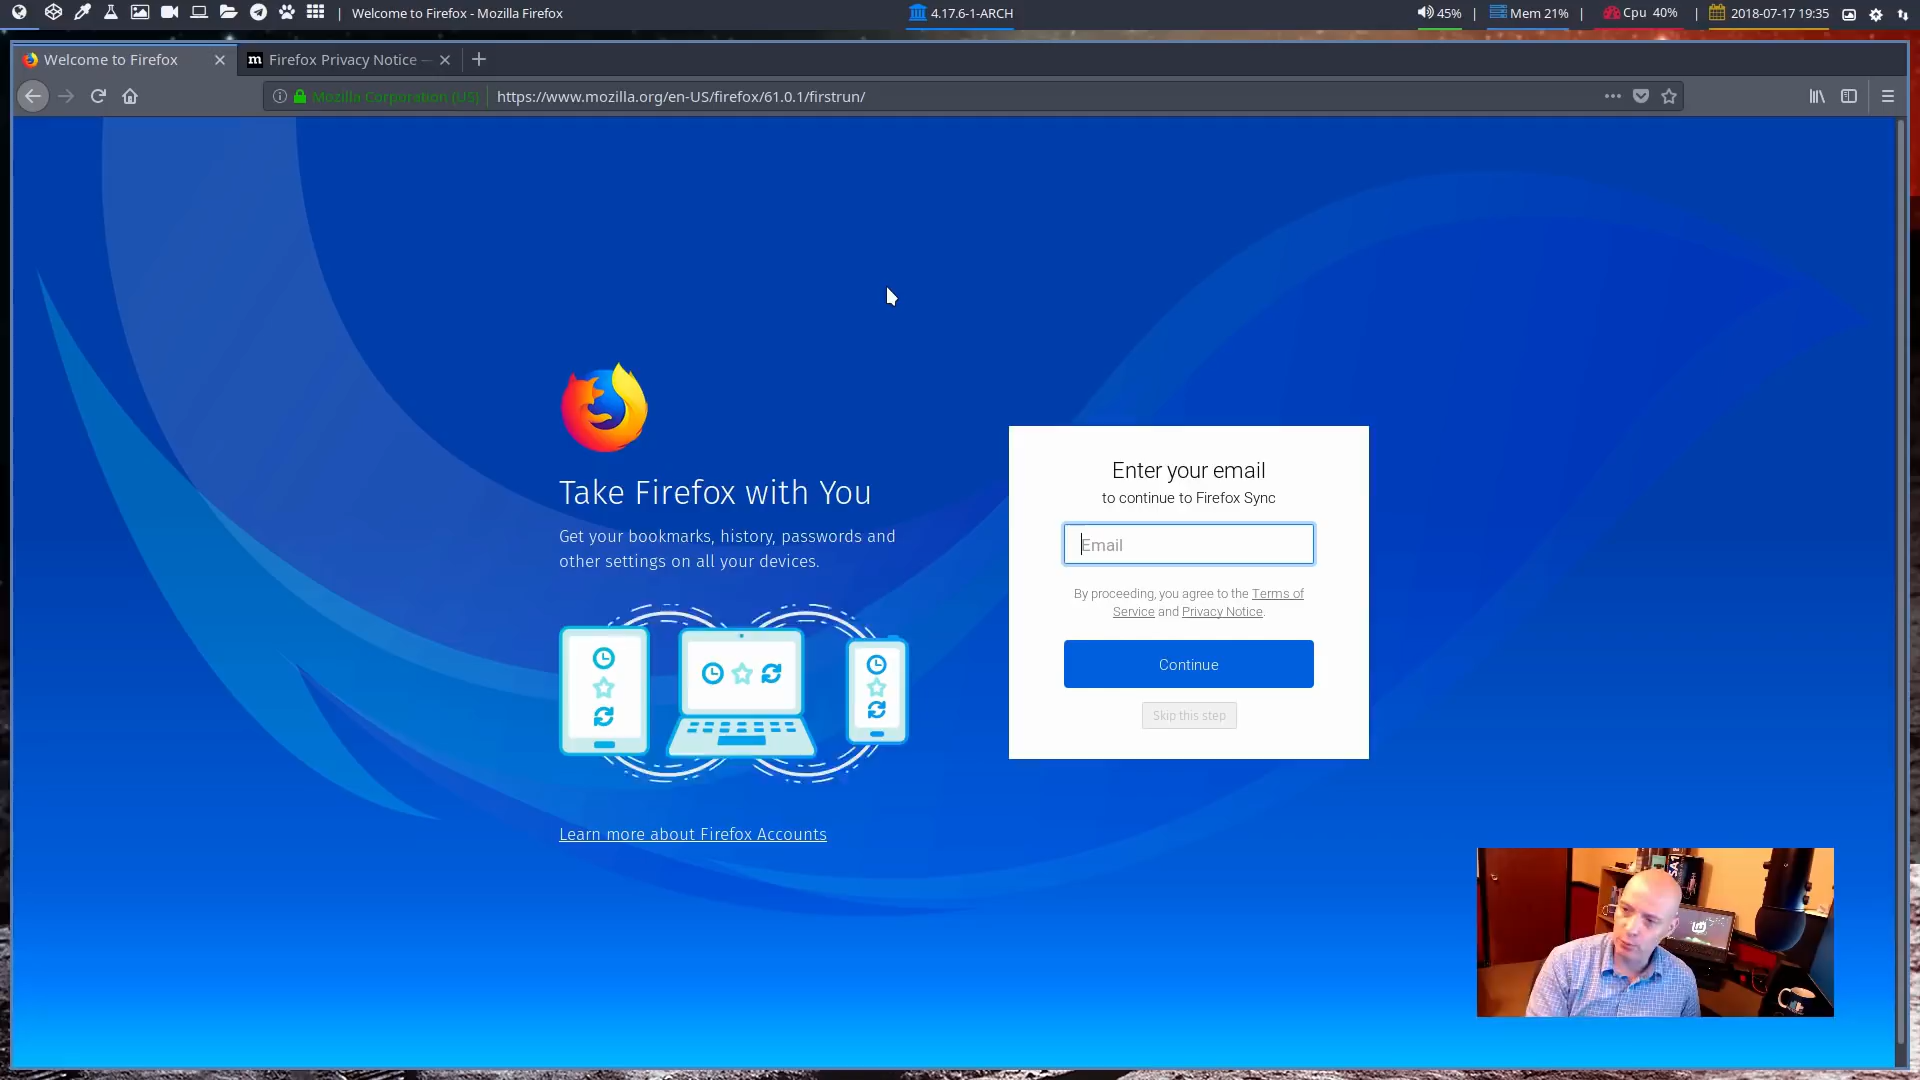 | Welcome to Firefox - Mozilla Firefox
4.17.6-1-ARCH
45% | Mem 21% | Cpu 40% | 2018-07-17 19:35
Welcome to Firefox
m Firefox Privacy Notice —
Mozilla Corporation (US)
https://www.mozilla.org/en-US/firefox/61.0.1/firstrun/
Take Firefox with You
Get your bookmarks, history, passwords and
other settings on all your devices.
Learn more about Firefox Accounts
Enter your email
to continue to Firefox Sync
Email
By proceeding, you agree to the Terms of
Service and Privacy Notice.
Continue
Skip this step